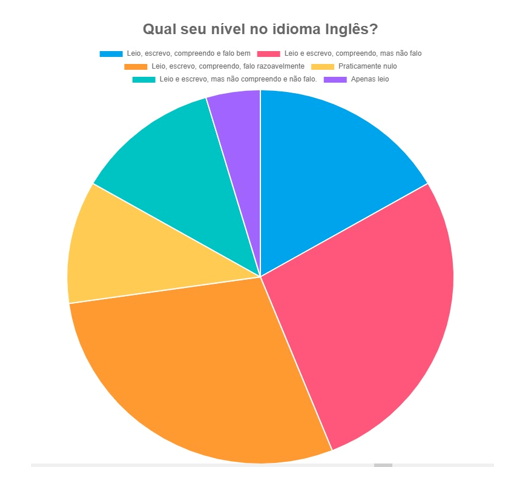 Qual seu nível no idioma Inglês?
Leio, escrevo, compreendo e falo bem Leio e escrevo, compreendo, mas não falo
Leio, escrevo, compreendo, falo razoavelmente Praticamente nulo
Leio e escrevo, mas não compreendo e não falo. Apenas leio